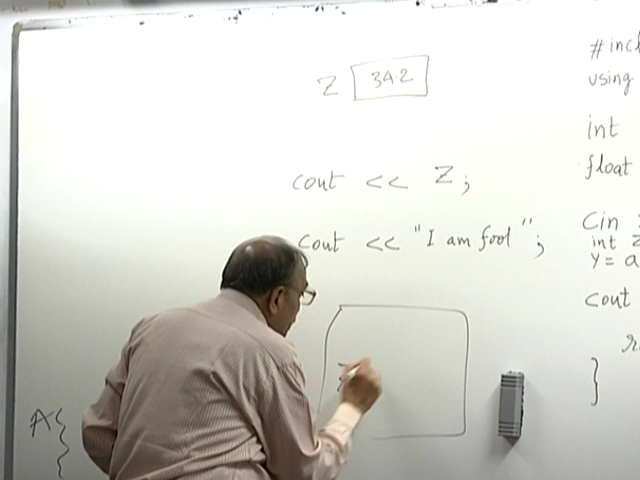 Z 34.2
cout << Z;
cout << "I am fool";
A {
# incl
using
int
float
Cin
int Z
Y = a
cout
}